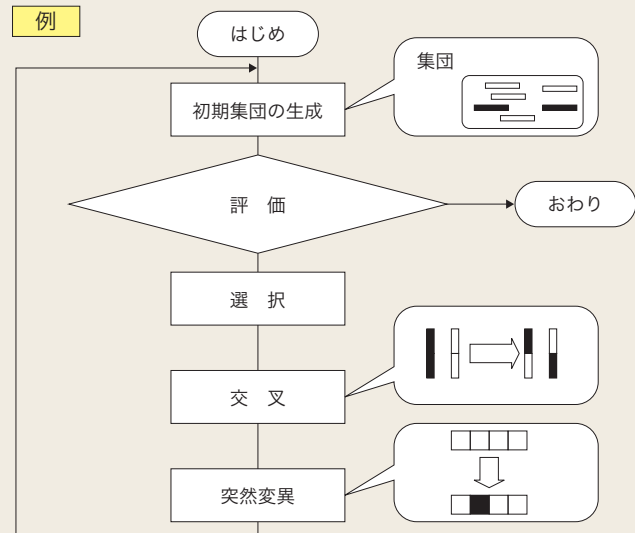 例
はじめ
集団
初期集団の生成
評 価
おわり
選 択
交 叉
突然変異